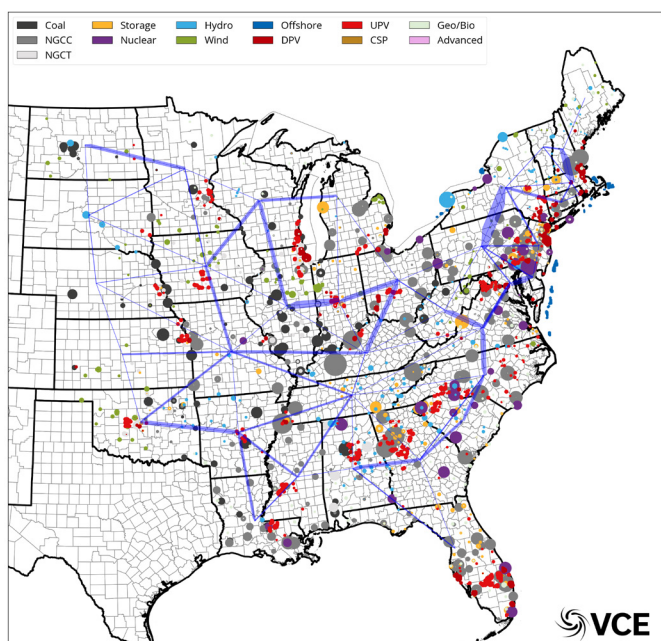 Coal Storage Hydro Offshore UPV Geo/Bio
NGCC Nuclear Wind DPV CSP Advanced
NGCT
VCE